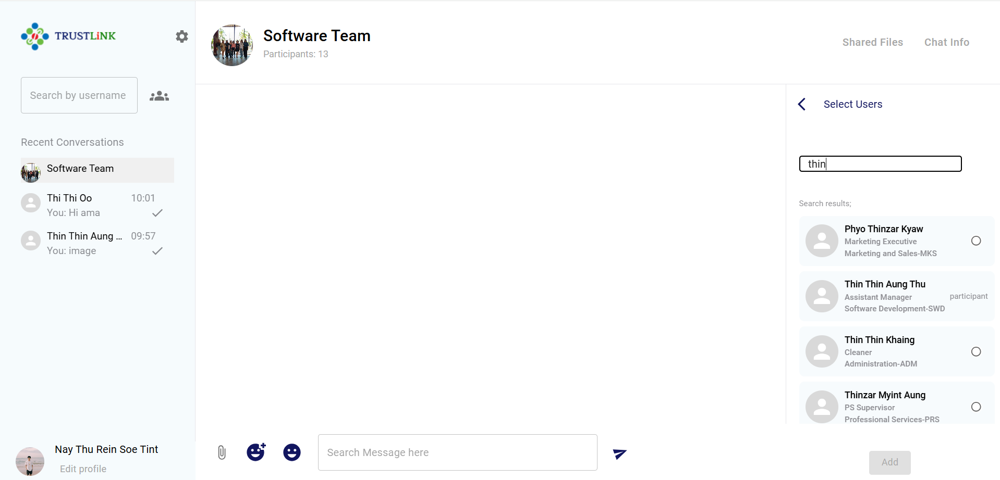 TRUSTLiNK
Search by username
Recent Conversations
Software Team
Thi Thi Oo 10:01
You: Hi ama
Thin Thin Aung ... 09:57
You: image
Nay Thu Rein Soe Tint
Edit profile
Software Team
Participants: 13
Shared Files Chat Info
Search Message here
Select Users
thin
Search results;
Phyo Thinzar Kyaw
Marketing Executive
Marketing and Sales-MKS
Thin Thin Aung Thu
Assistant Manager
Software Development-SWD
participant
Thin Thin Khaing
Cleaner
Administration-ADM
Thinzar Myint Aung
PS Supervisor
Professional Services-PRS
Add